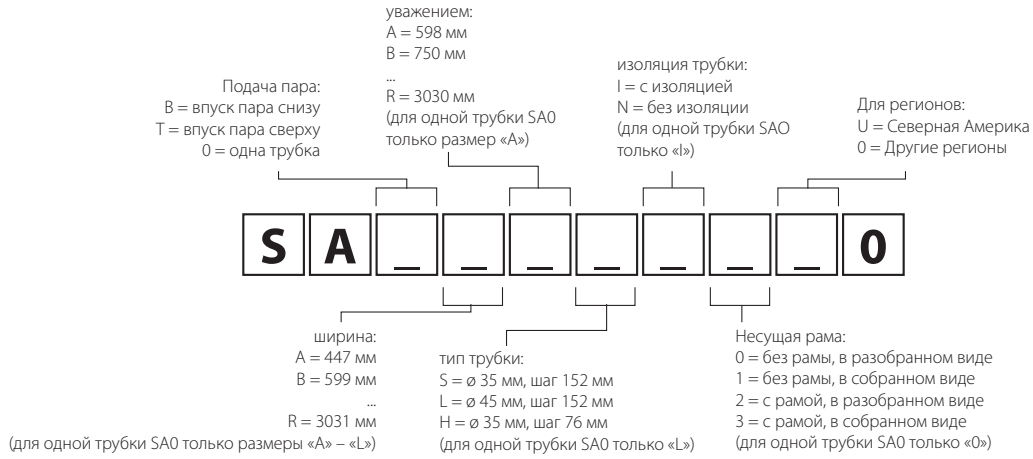 уважением:
A = 598 мм
B = 750 мм
...
R = 3030 мм
(для одной трубки SA0
только размер «A»)
Подача пара:
B = впуск пара снизу
T = впуск пара сверху
0 = одна трубка
изоляция трубки:
I = с изоляцией
N = без изоляции
(для одной трубки SAO
только «I»)
Для регионов:
U = Северная Америка
0 = Другие регионы
S A _ _ _ _ _ _ _ 0
ширина:
A = 447 мм
B = 599 мм
...
R = 3031 мм
(для одной трубки SA0 только размеры «A» – «L»)
тип трубки:
S = ø 35 мм, шаг 152 мм
L = ø 45 мм, шаг 152 мм
H = ø 35 мм, шаг 76 мм
(для одной трубки SA0 только «L»)
Несущая рама:
0 = без рамы, в разобранном виде
1 = без рамы, в собранном виде
2 = с рамой, в разобранном виде
3 = с рамой, в собранном виде
(для одной трубки SA0 только «0»)